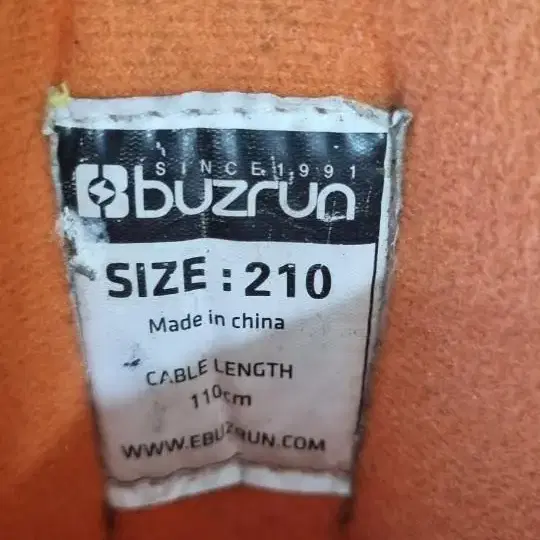 SINCE 1991
buzrun
SIZE : 210
Made in china
CABLE LENGTH
110cm
WWW.EBUZRUN.COM